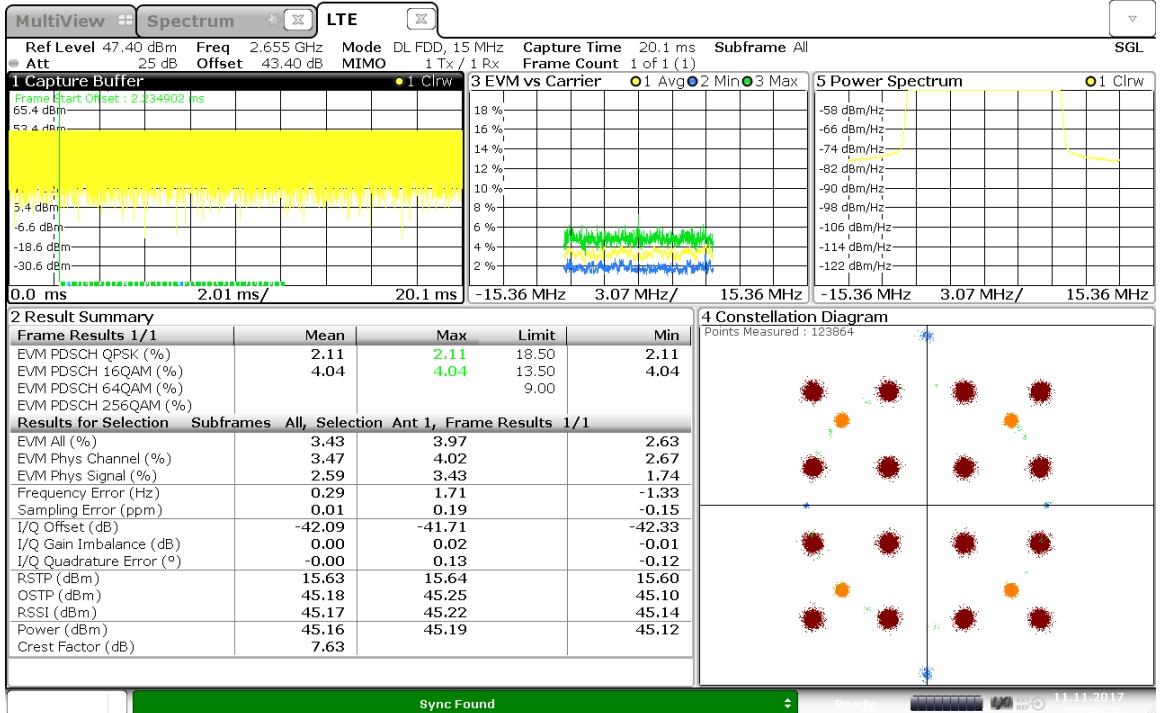 MultiView Spectrum LTE
Ref Level 47.40 dBm Freq 2.655 GHz Mode DL FDD, 15 MHz Capture Time 20.1 ms Subframe All SGL
Att 25 dB Offset 43.40 dB MIMO 1 Tx / 1 Rx Frame Count 1 of 1 (1)
1 Capture Buffer 1 Clrw
Frame Start Offset : 2.234902 ms
65.4 dBm
53.4 dBm
5.4 dBm
-6.6 dBm
-18.6 dBm
-30.6 dBm
0.0 ms 2.01 ms/ 20.1 ms
3 EVM vs Carrier 1 Avg 2 Min 3 Max
18 %
16 %
14 %
12 %
10 %
8 %
6 %
4 %
2 %
-15.36 MHz 3.07 MHz/ 15.36 MHz
5 Power Spectrum 1 Clrw
-58 dBm/Hz
-66 dBm/Hz
-74 dBm/Hz
-82 dBm/Hz
-90 dBm/Hz
-98 dBm/Hz
-106 dBm/Hz
-114 dBm/Hz
-122 dBm/Hz
-15.36 MHz 3.07 MHz/ 15.36 MHz
2 Result Summary
Frame Results 1/1 Mean Max Limit Min
EVM PDSCH QPSK (%) 2.11 2.11 18.50 2.11
EVM PDSCH 16QAM (%) 4.04 4.04 13.50 4.04
EVM PDSCH 64QAM (%) 9.00
EVM PDSCH 256QAM (%)
Results for Selection Subframes All, Selection Ant 1, Frame Results 1/1
EVM All (%) 3.43 3.97 2.63
EVM Phys Channel (%) 3.47 4.02 2.67
EVM Phys Signal (%) 2.59 3.43 1.74
Frequency Error (Hz) 0.29 1.71 -1.33
Sampling Error (ppm) 0.01 0.19 -0.15
I/Q Offset (dB) -42.09 -41.71 -42.33
I/Q Gain Imbalance (dB) 0.00 0.02 -0.01
I/Q Quadrature Error (º) -0.00 0.13 -0.12
RSTP (dBm) 15.63 15.64 15.60
OSTP (dBm) 45.18 45.25 45.10
RSSI (dBm) 45.17 45.22 45.14
Power (dBm) 45.16 45.19 45.12
Crest Factor (dB) 7.63
4 Constellation Diagram
Points Measured : 123864
Sync Found
Ready
LXI
EXT
REF
11.11.2017